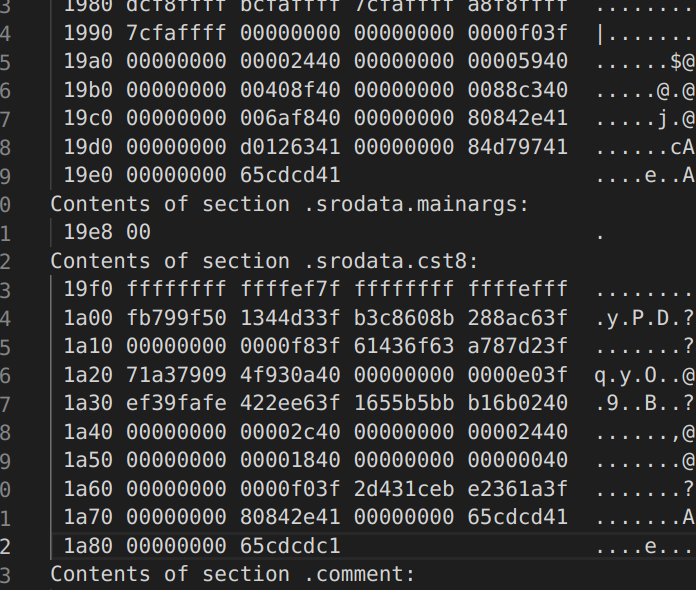 3 1980 dcf8ffff bcfaffff 7cfaffff a8f8ffff ........
4 1990 7cfaffff 00000000 00000000 0000f03f |.......
5 19a0 00000000 00002440 00000000 00005940 ......$@
6 19b0 00000000 00408f40 00000000 0088c340 .....@.@
7 19c0 00000000 006af840 00000000 80842e41 .....j.@
8 19d0 00000000 d0126341 00000000 84d79741 ......cA
9 19e0 00000000 65cdcd41 ....e..A
0 Contents of section .srodata.mainargs:
1 19e8 00 .
2 Contents of section .srodata.cst8:
3 19f0 ffffffff ffffef7f ffffffff ffffefff ........
4 1a00 fb799f50 1344d33f b3c8608b 288ac63f .y.P.D.?
5 1a10 00000000 0000f83f 61436f63 a787d23f .......?
6 1a20 71a37909 4f930a40 00000000 0000e03f q.y.O..@
7 1a30 ef39fafe 422ee63f 1655b5bb b16b0240 .9..B..?
8 1a40 00000000 00002c40 00000000 00002440 ......,@
9 1a50 00000000 00001840 00000000 00000040 .......@
0 1a60 00000000 0000f03f 2d431ceb e2361a3f .......?
1 1a70 00000000 80842e41 00000000 65cdcd41 .......A
2 1a80 00000000 65cdcdc1 ....e...
3 Contents of section .comment: